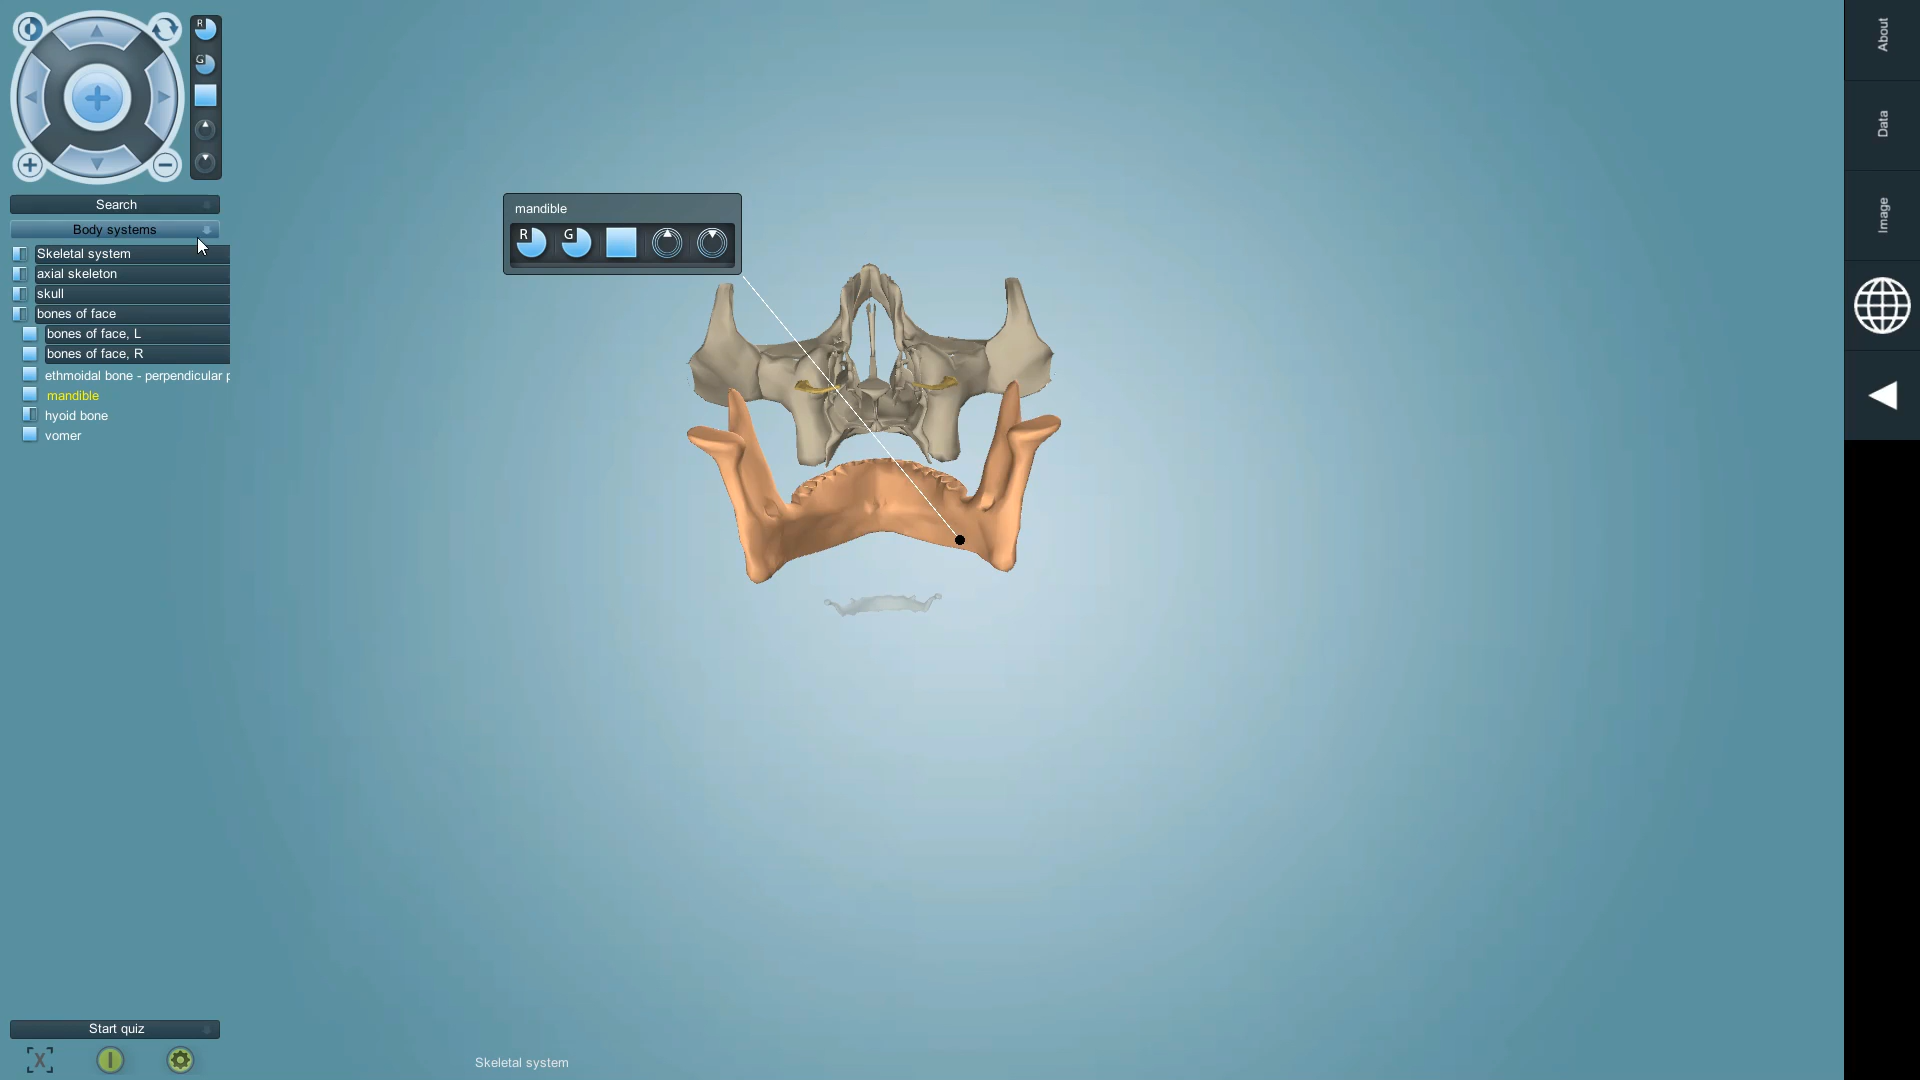 R
G
Search
Body systems
Skeletal system
axial skeleton
skull
bones of face
bones of face, L
bones of face, R
ethmoidal bone - perpendicular p
mandible
hyoid bone
vomer
mandible
R
G
Start quiz
X
Skeletal system
About
Data
Image